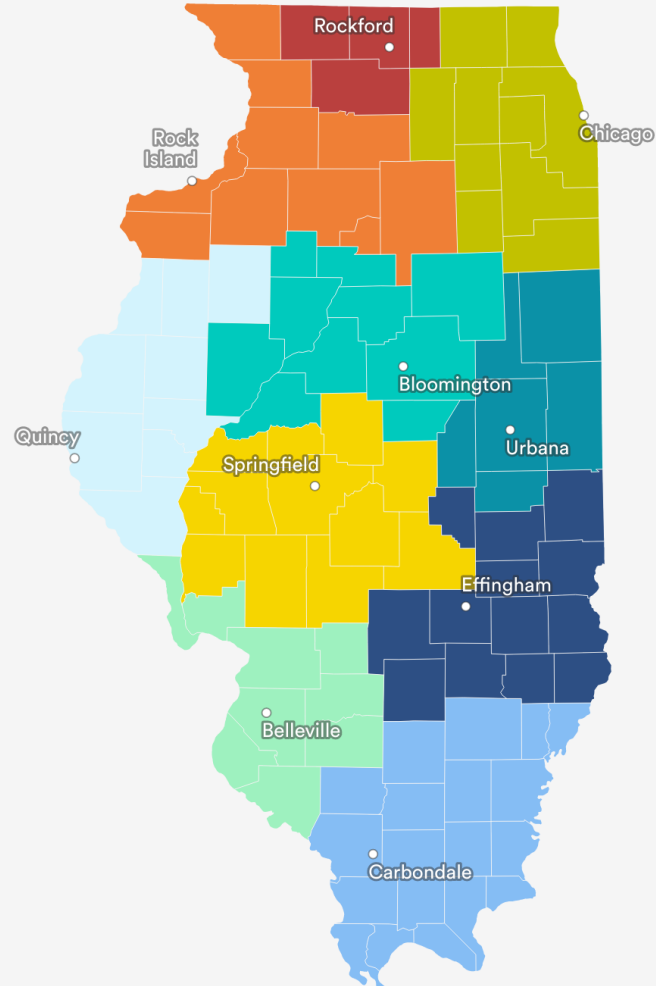 Rockford
Chicago
Rock
Island
Bloomington
Quincy
Urbana
Springfield
Effingham
Belleville
Carbondale